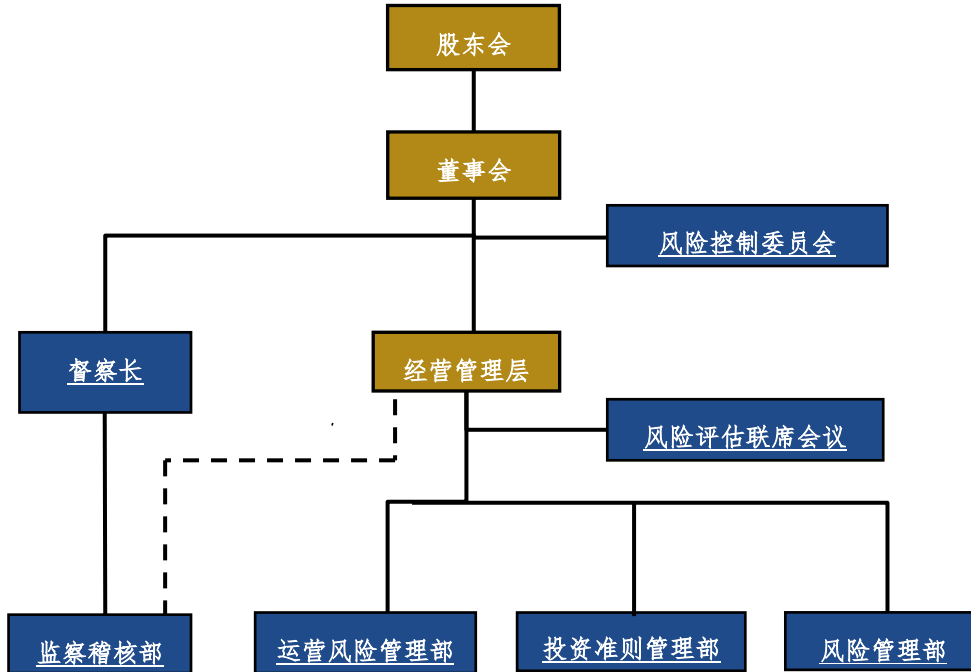 股东会
董事会
风险控制委员会
督察长
经营管理层
风险评估联席会议
监察稽核部
运营风险管理部
投资准则管理部
风险管理部